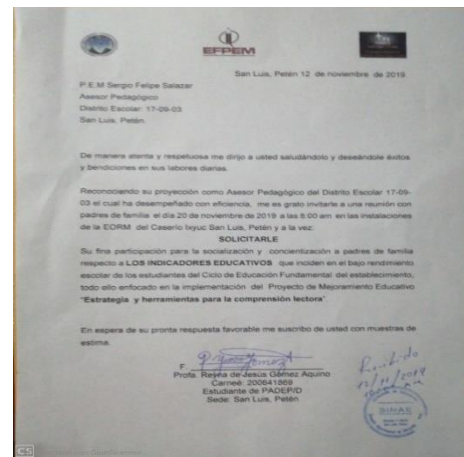 EFPEM
San Luis, Petén 12 de noviembre de 2019
P.E.M Sergio Felipe Salazar
Asesor Pedagógico
Distrito Escolar: 17-09-03
San Luis, Petén.
De manera atenta y respetuosa me dirijo a usted saludándolo y deseándole éxitos
y bendiciones en sus labores diarias.
Reconociendo su proyección como Asesor Pedagógico del Distrito Escolar 17-09-
03 el cual ha desempeñado con eficiencia, me es grato invitarle a una reunión con
padres de familia el día 20 de noviembre de 2019 a las 8:00 am en las instalaciones
de la EORM del Caserío Ixyuc San Luis, Petén y a la vez:
SOLICITARLE
Su fina participación para la socialización y concientización a padres de familia
respecto a LOS INDICADORES EDUCATIVOS que inciden en el bajo rendimiento
escolar de los estudiantes del Ciclo de Educación Fundamental del establecimiento,
todo ello enfocado en la implementación del Proyecto de Mejoramiento Educativo
“Estrategia y herramientas para la comprensión lectora”.
En espera de su pronta respuesta favorable me suscribo de usted con muestras de
estima.
F.
Profa. Reyna de Jesús Gómez Aquino
Carneé: 200641869
Estudiante de PADEP/D
Sede: San Luis, Petén
Recibido
SINAE
CS